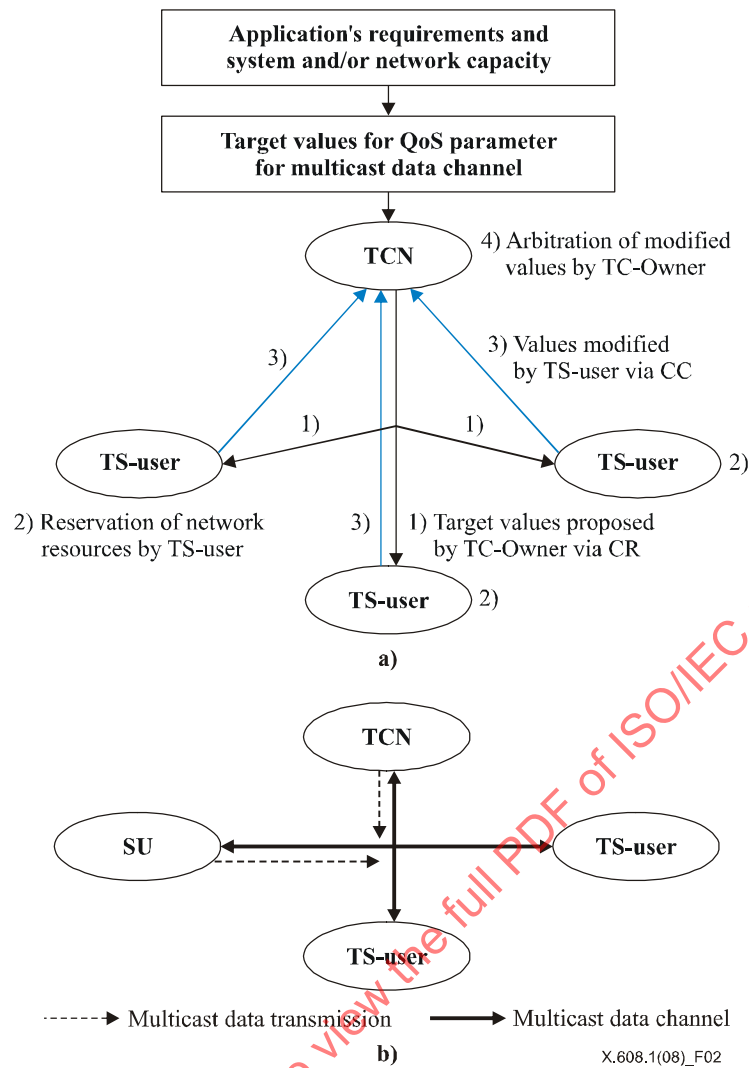 Application's requirements and
system and/or network capacity
Target values for QoS parameter
for multicast data channel
TCN
4) Arbitration of modified
values by TC-Owner
3)
3) Values modified
by TS-user via CC
1)
1)
TS-user
TS-user
2)
2) Reservation of network
resources by TS-user
3)
1) Target values proposed
by TC-Owner via CR
TS-user
2)
a)
TCN
SU
TS-user
TS-user
Multicast data transmission
Multicast data channel
b)
X.608.1(08)_F02
view the full PDF of ISO/IEC